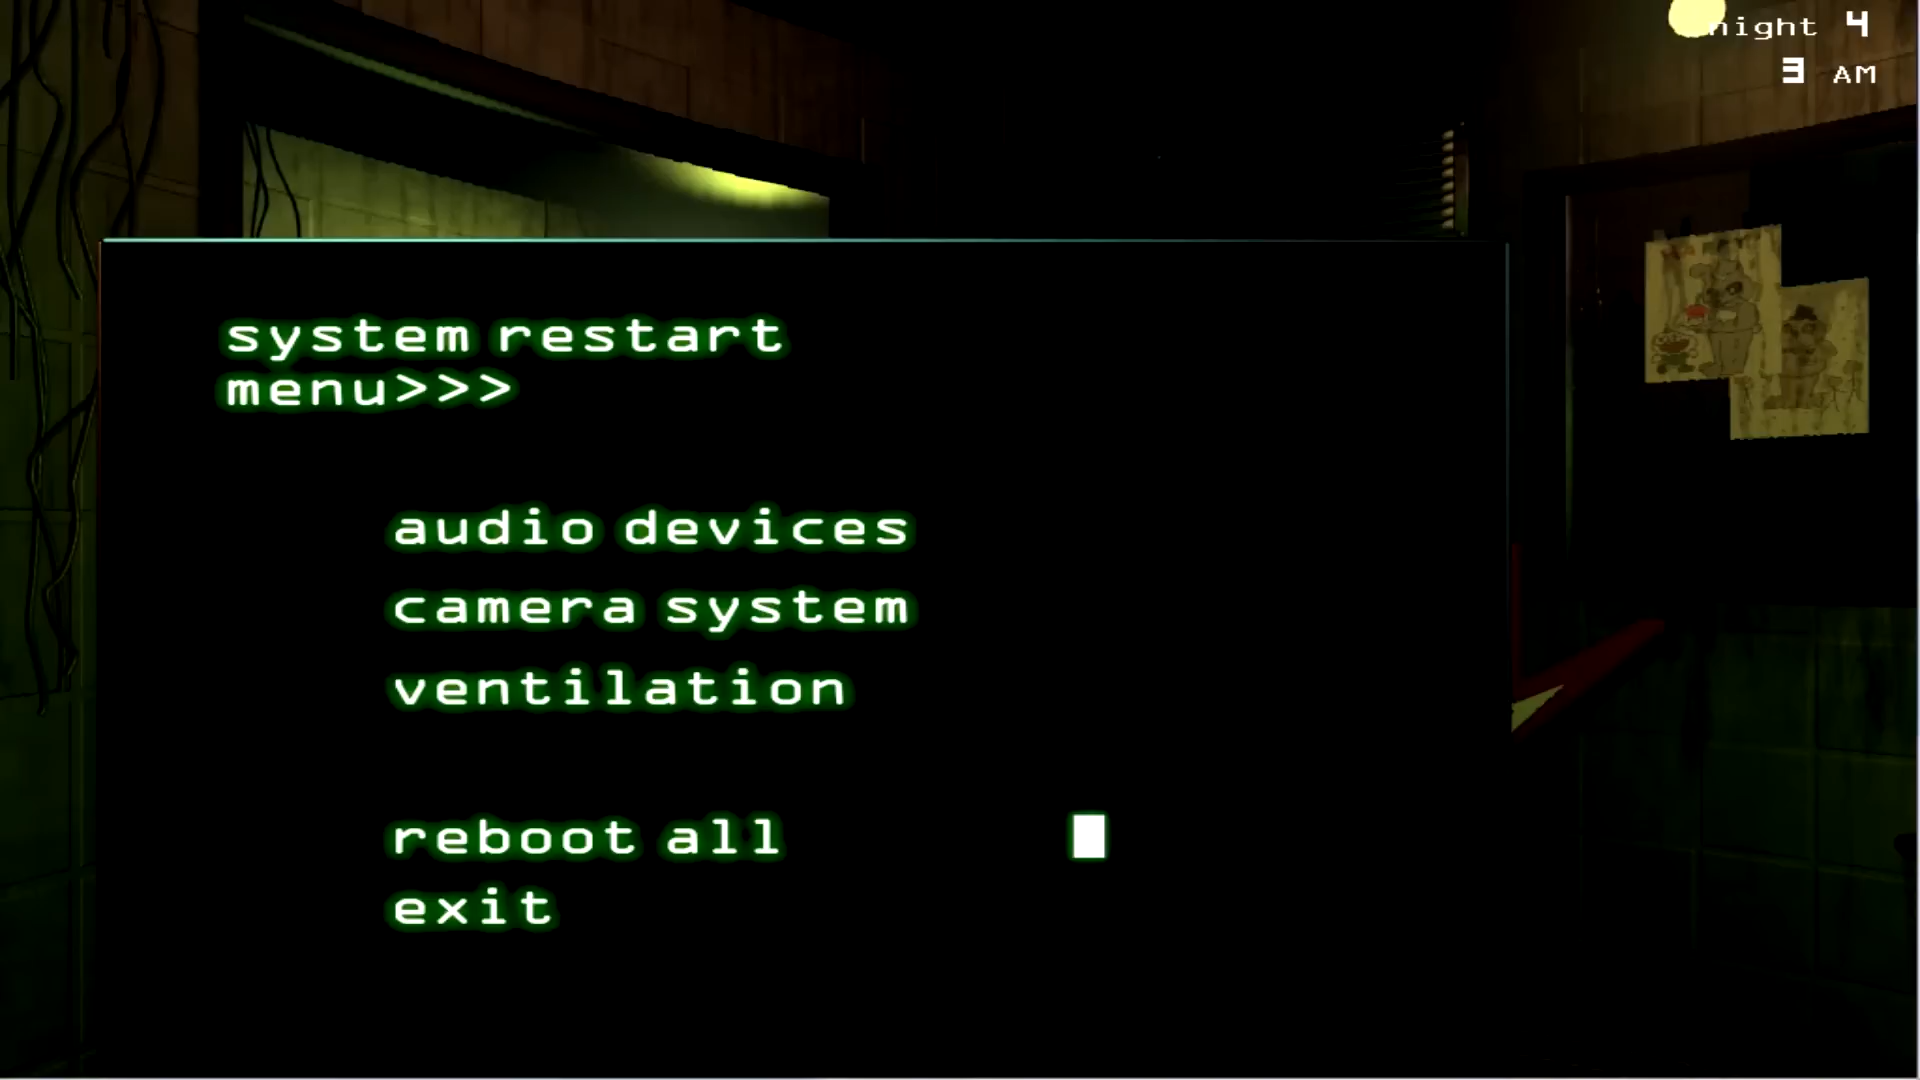 night 4
3 AM
system restart
menu>>>
audio devices
camera system
ventilation
reboot all
exit